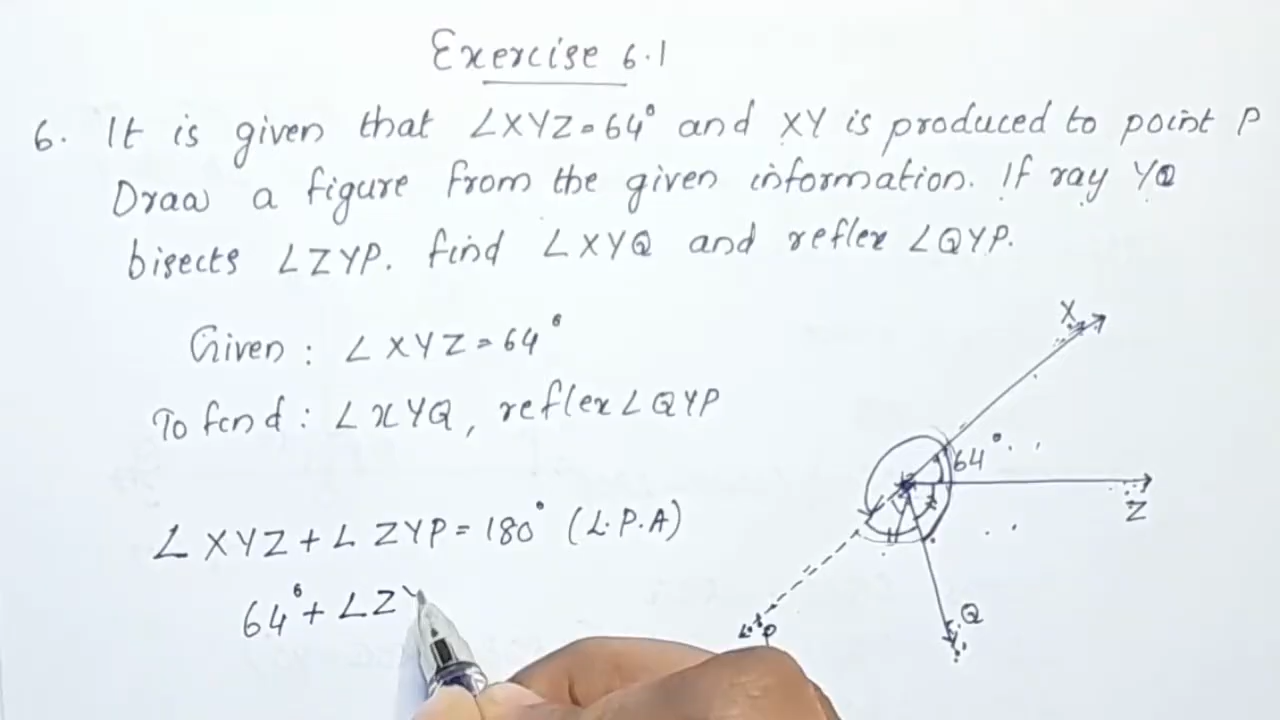 Exercise 6.1
6. It is given that ∠XYZ=64° and XY is produced to point P
Draw a figure from the given information. If ray YQ
bisects ∠ZYP. find ∠XYQ and reflex ∠QYP.
Given : ∠XYZ=64°
To find : ∠XYQ, reflex∠QYP
∠XYZ+∠ZYP=180° (L.P.A)
64°+∠ZY
X
64°
Z
Q
P